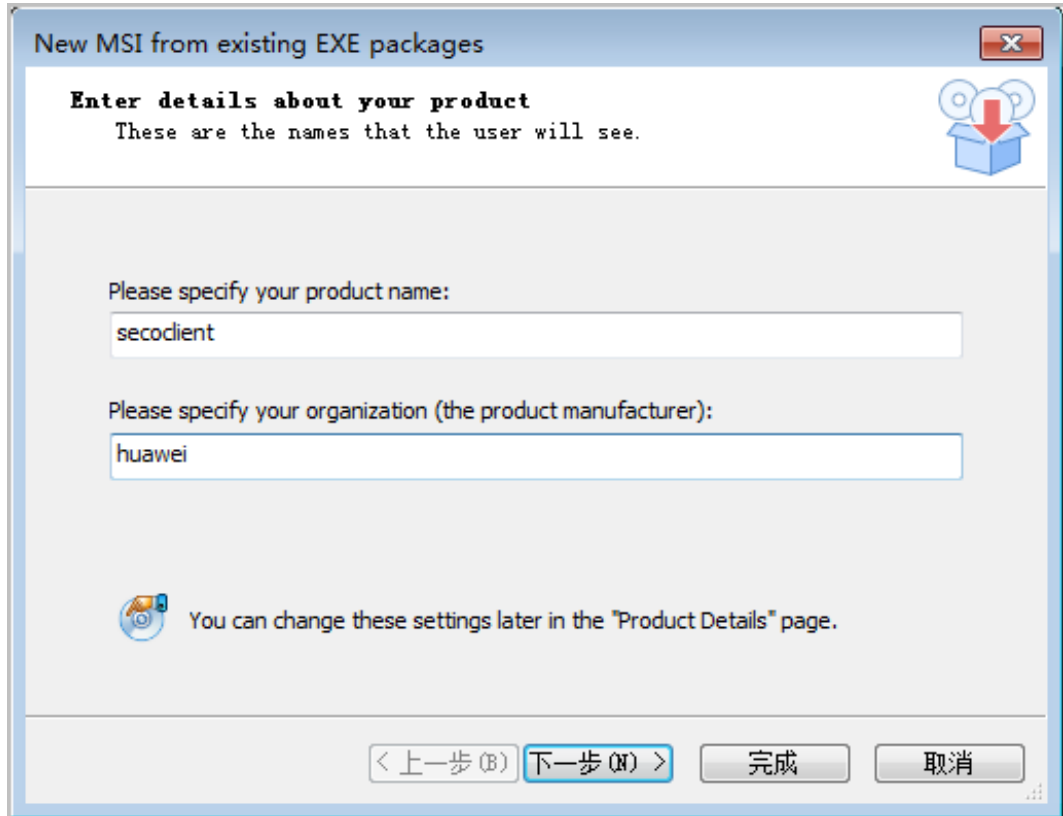 New MSI from existing EXE packages
Enter details about your product
These are the names that the user will see.
Please specify your product name:
secoclient
Please specify your organization (the product manufacturer):
huawei
You can change these settings later in the "Product Details" page.
< 上一步(B) 下一步(N) > 完成 取消